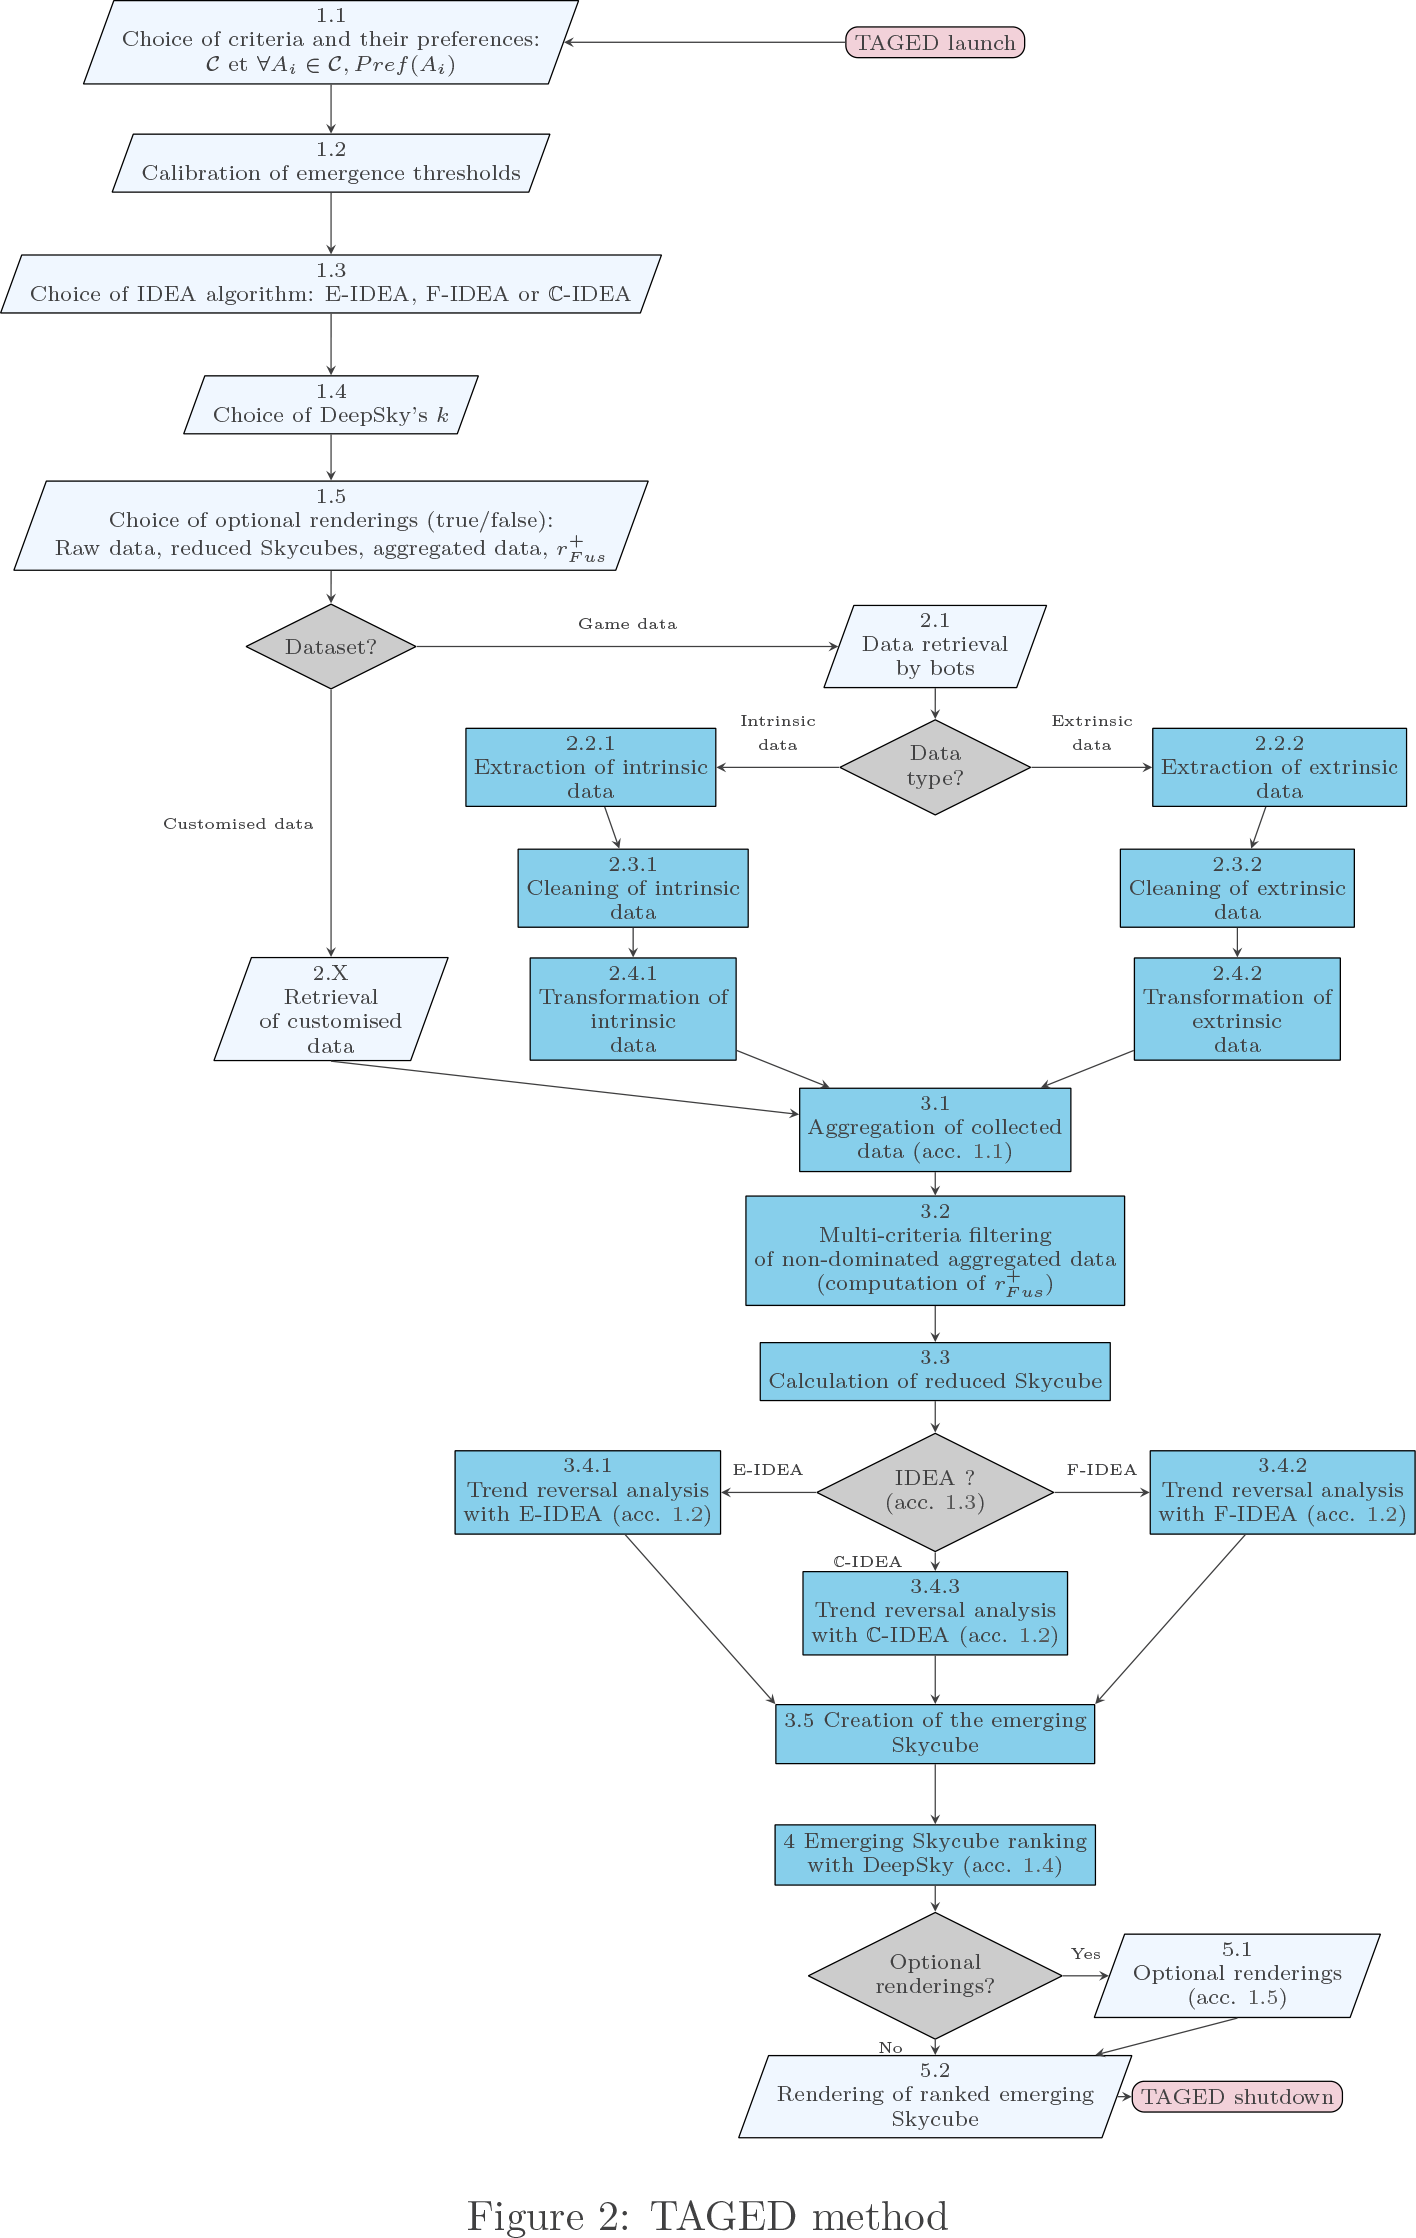 TAGED launch
1.1
Choice of criteria and their preferences:
𝒞 et ∀Aᵢ ∈ 𝒞, Pref(Aᵢ)
1.2
Calibration of emergence thresholds
1.3
Choice of IDEA algorithm: E-IDEA, F-IDEA or ℂ-IDEA
1.4
Choice of DeepSky's k
1.5
Choice of optional renderings (true/false):
Raw data, reduced Skycubes, aggregated data, r⁺_Fus
Dataset?
Game data
2.1
Data retrieval
by bots
Customised data
Data
type?
Intrinsic
data
Extrinsic
data
2.2.1
Extraction of intrinsic
data
2.2.2
Extraction of extrinsic
data
2.3.1
Cleaning of intrinsic
data
2.3.2
Cleaning of extrinsic
data
2.X
Retrieval
of customised
data
2.4.1
Transformation of
intrinsic
data
2.4.2
Transformation of
extrinsic
data
3.1
Aggregation of collected
data (acc. 1.1)
3.2
Multi-criteria filtering
of non-dominated aggregated data
(computation of r⁺_Fus)
3.3
Calculation of reduced Skycube
IDEA ?
(acc. 1.3)
E-IDEA
F-IDEA
3.4.1
Trend reversal analysis
with E-IDEA (acc. 1.2)
3.4.2
Trend reversal analysis
with F-IDEA (acc. 1.2)
ℂ-IDEA
3.4.3
Trend reversal analysis
with ℂ-IDEA (acc. 1.2)
3.5 Creation of the emerging
Skycube
4 Emerging Skycube ranking
with DeepSky (acc. 1.4)
Optional
renderings?
Yes
5.1
Optional renderings
(acc. 1.5)
No
5.2
Rendering of ranked emerging
Skycube
TAGED shutdown
Figure 2: TAGED method